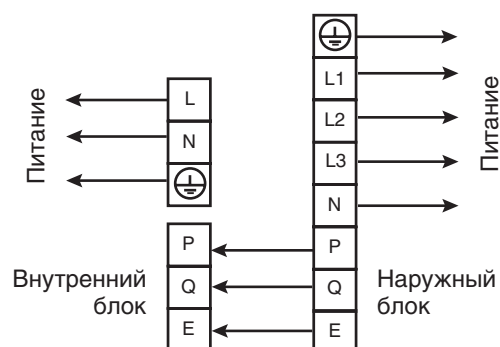 L1
L
L2
N
L3
N
P
P
Q
Q
E
E
Питание
Питание
Внутренний
блок
Наружный
блок